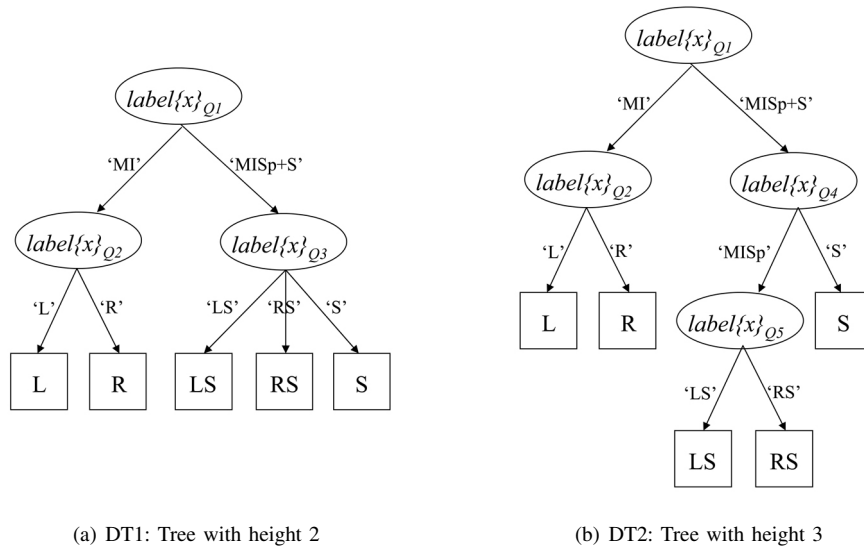 label{x}Q1
‘MI’ ‘MISp+S’
label{x}Q2 label{x}Q3
‘L’ ‘R’ ‘LS’ ‘RS’ ‘S’
L R LS RS S
(a) DT1: Tree with height 2
label{x}Q1
‘MI’ ‘MISp+S’
label{x}Q2 label{x}Q4
‘L’ ‘R’ ‘MISp’ ‘S’
L R label{x}Q5 S
‘LS’ ‘RS’
LS RS
(b) DT2: Tree with height 3